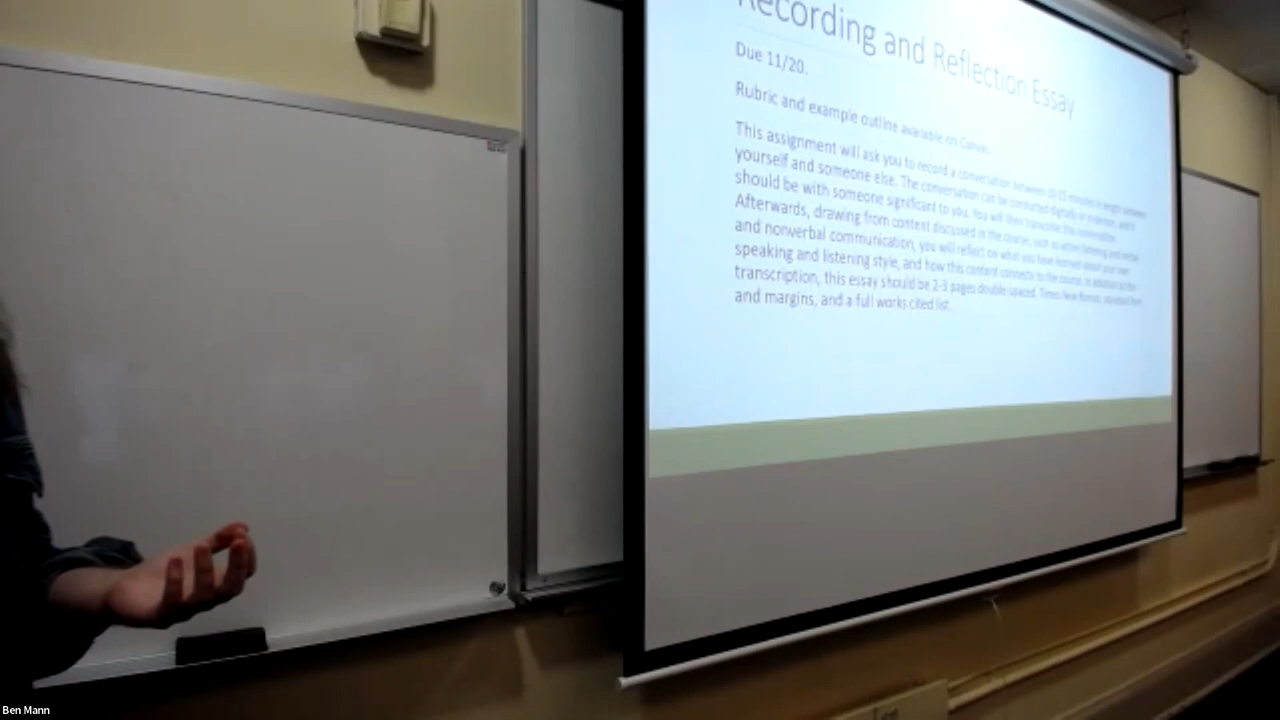 Recording and Reflection Essay
Due 11/20.
Rubric and example outline available on Canvas.
This assignment will ask you to record a conversation between 10-15 minutes in length between
yourself and someone else. The conversation can be conducted digitally or in person, and it
should be with someone significant to you. You will then transcribe this conversation.
Afterwards, drawing from content discussed in the course, such as active listening and verbal
and nonverbal communication, you will reflect on what you have learned about your own
speaking and listening style, and how this content connects to the course. In addition to the
transcription, this essay should be 2-3 pages double-spaced, Times New Roman, standard font
and margins, and a full works cited list.
Ben Mann